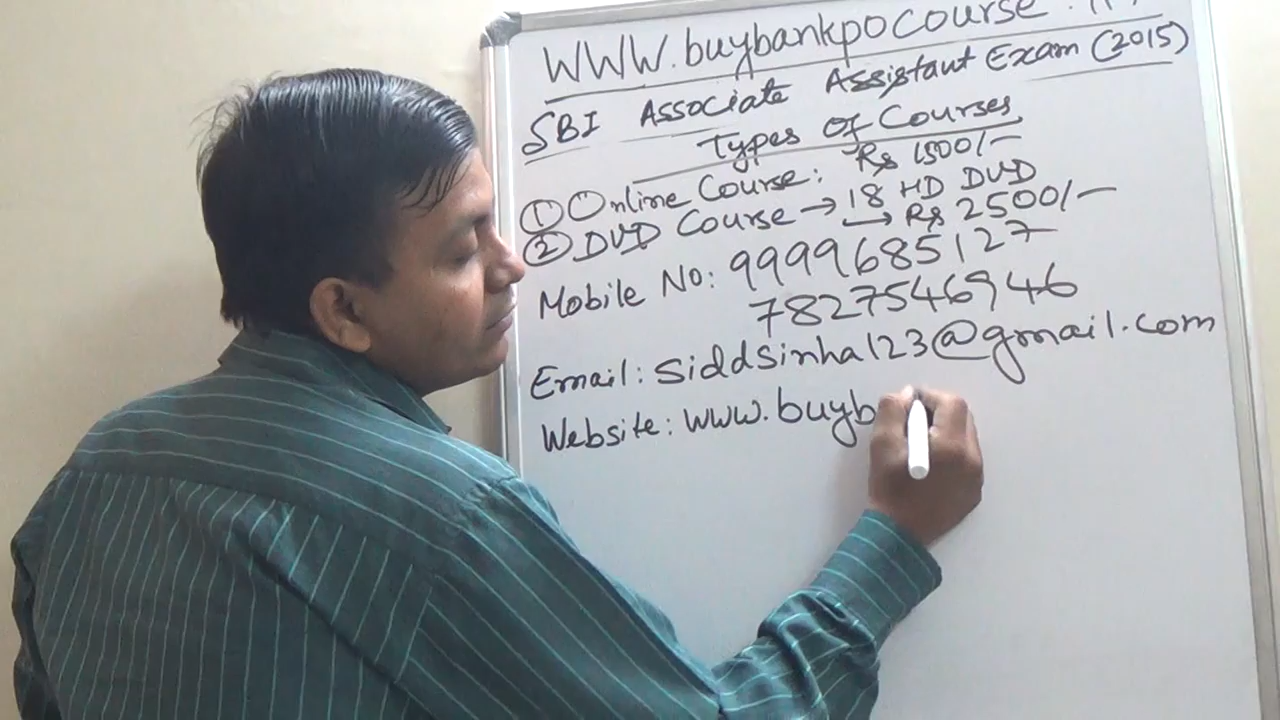 www.buybankpocourse.in
SBI Associate Assistant Exam (2015)
Types Of Courses
① Online Course: Rs 1500/-
② DVD Course → 18 HD DVD
→ Rs 2500/-
Mobile No: 9999685127
7827546946
Email: siddsinha123@gmail.com
Website: www.buyb